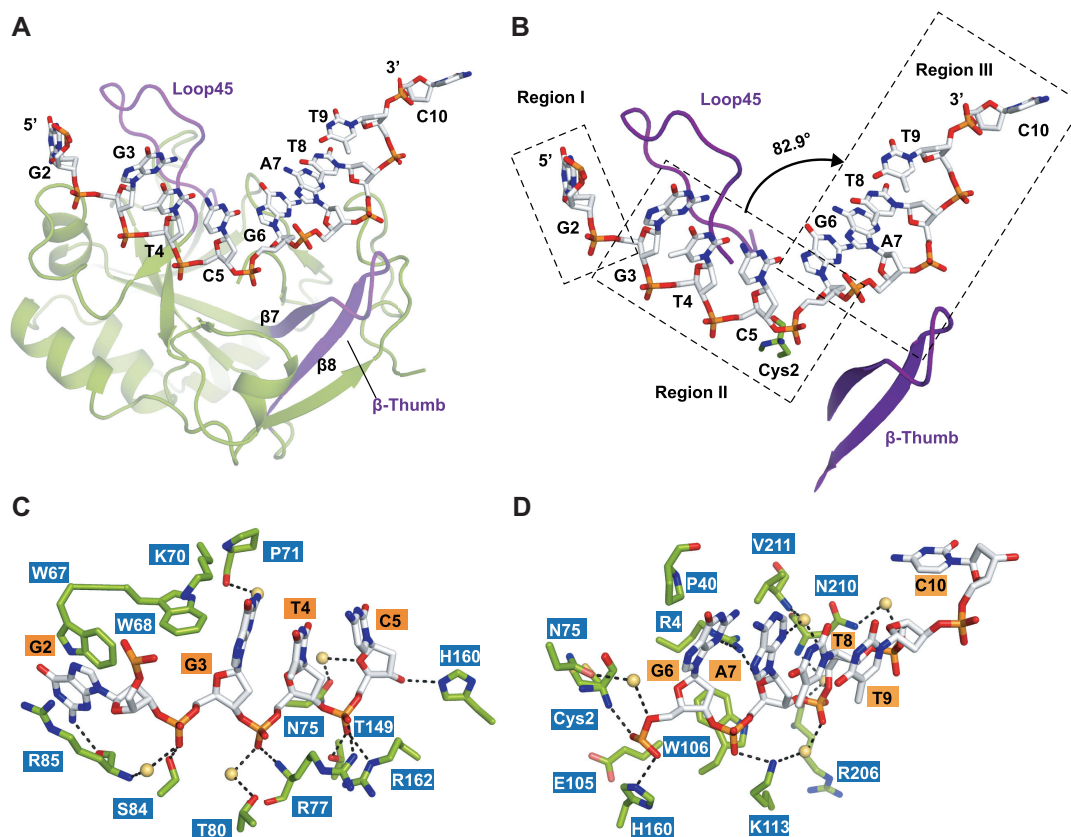 A
Loop45
3’
5’
T9
C10
G3
T8
A7
G2
G6
T4
C5
β7
β8
β-Thumb
B
Region III
Region I
Loop45
3’
C10
82.9°
T9
5’
T8
G2
G6
A7
G3
T4
C5
Cys2
Region II
β-Thumb
C
K70
P71
W67
W68
T4
C5
G2
G3
H160
N75
T149
R85
R162
S84
R77
T80
D
V211
P40
N210
C10
R4
N75
T8
G6
A7
T9
Cys2
W106
E105
R206
H160
K113